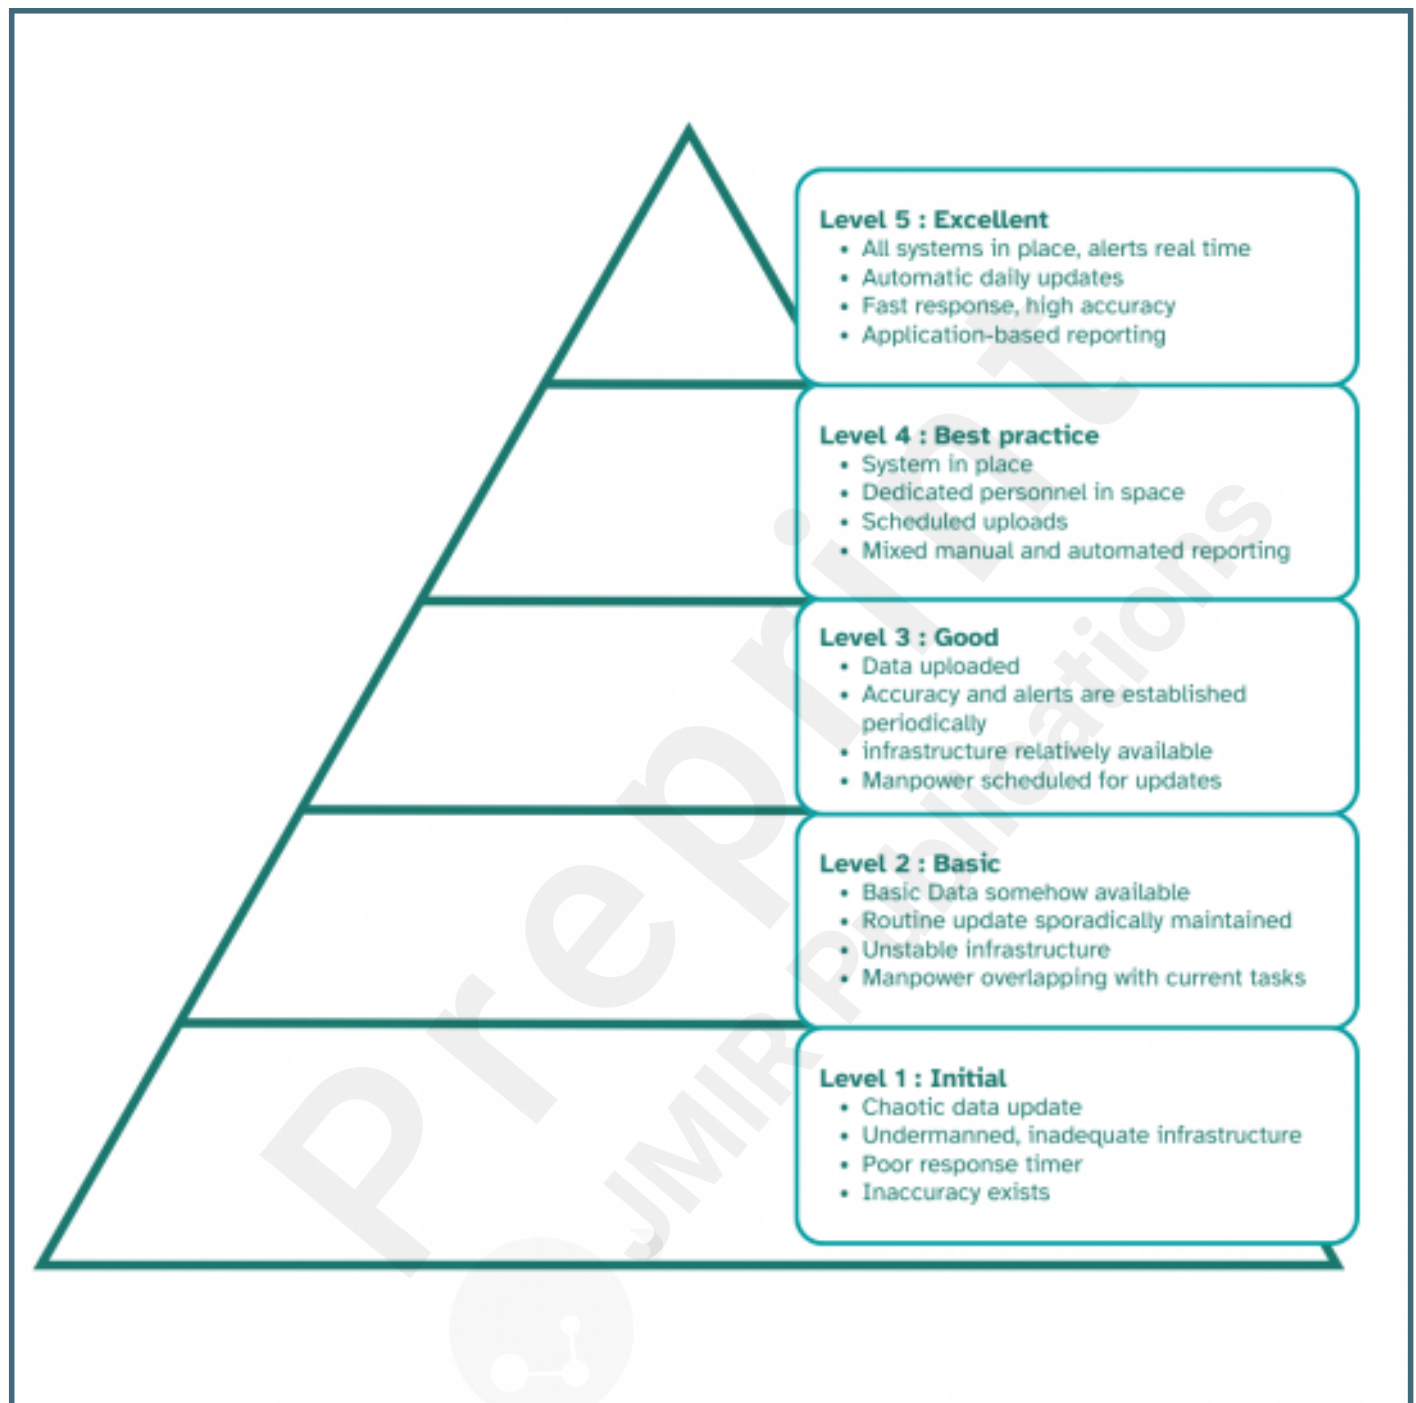 Level 5 : Excellent
• All systems in place, alerts real time
• Automatic daily updates
• Fast response, high accuracy
• Application-based reporting
Level 4 : Best practice
• System in place
• Dedicated personnel in space
• Scheduled uploads
• Mixed manual and automated reporting
Level 3 : Good
• Data uploaded
• Accuracy and alerts are established
periodically
• infrastructure relatively available
• Manpower scheduled for updates
Level 2 : Basic
• Basic Data somehow available
• Routine update sporadically maintained
• Unstable infrastructure
• Manpower overlapping with current tasks
Level 1 : Initial
• Chaotic data update
• Undermanned, inadequate infrastructure
• Poor response timer
• Inaccuracy exists
Preprint
JMIR Publications